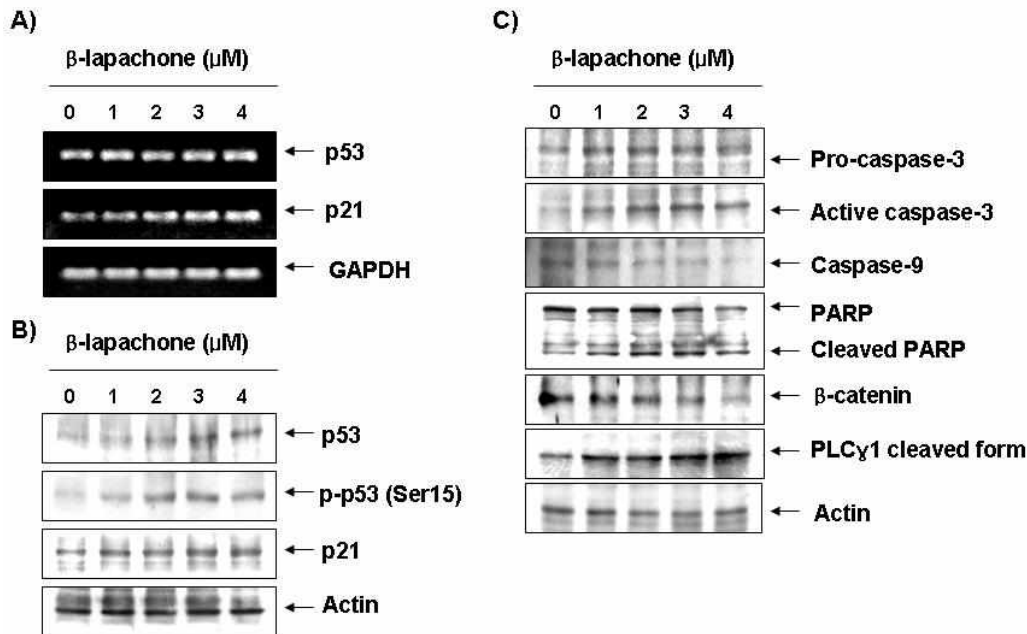 A)
β-lapachone (μM)
0 1 2 3 4
p53
p21
GAPDH
B)
β-lapachone (μM)
0 1 2 3 4
p53
p-p53 (Ser15)
p21
Actin
C)
β-lapachone (μM)
0 1 2 3 4
Pro-caspase-3
Active caspase-3
Caspase-9
PARP
Cleaved PARP
β-catenin
PLCγ1 cleaved form
Actin